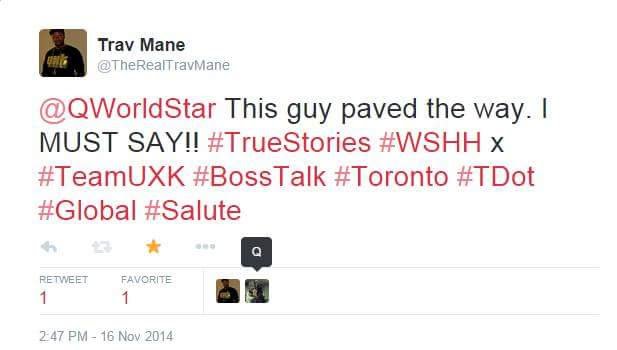 Trav Mane
@TheRealTravMane
@QWorldStar This guy paved the way. I
MUST SAY!! #TrueStories #WSHH x
#TeamUXK #BossTalk #Toronto #TDot
#Global #Salute
Q
RETWEET FAVORITE
1 1
2:47 PM - 16 Nov 2014